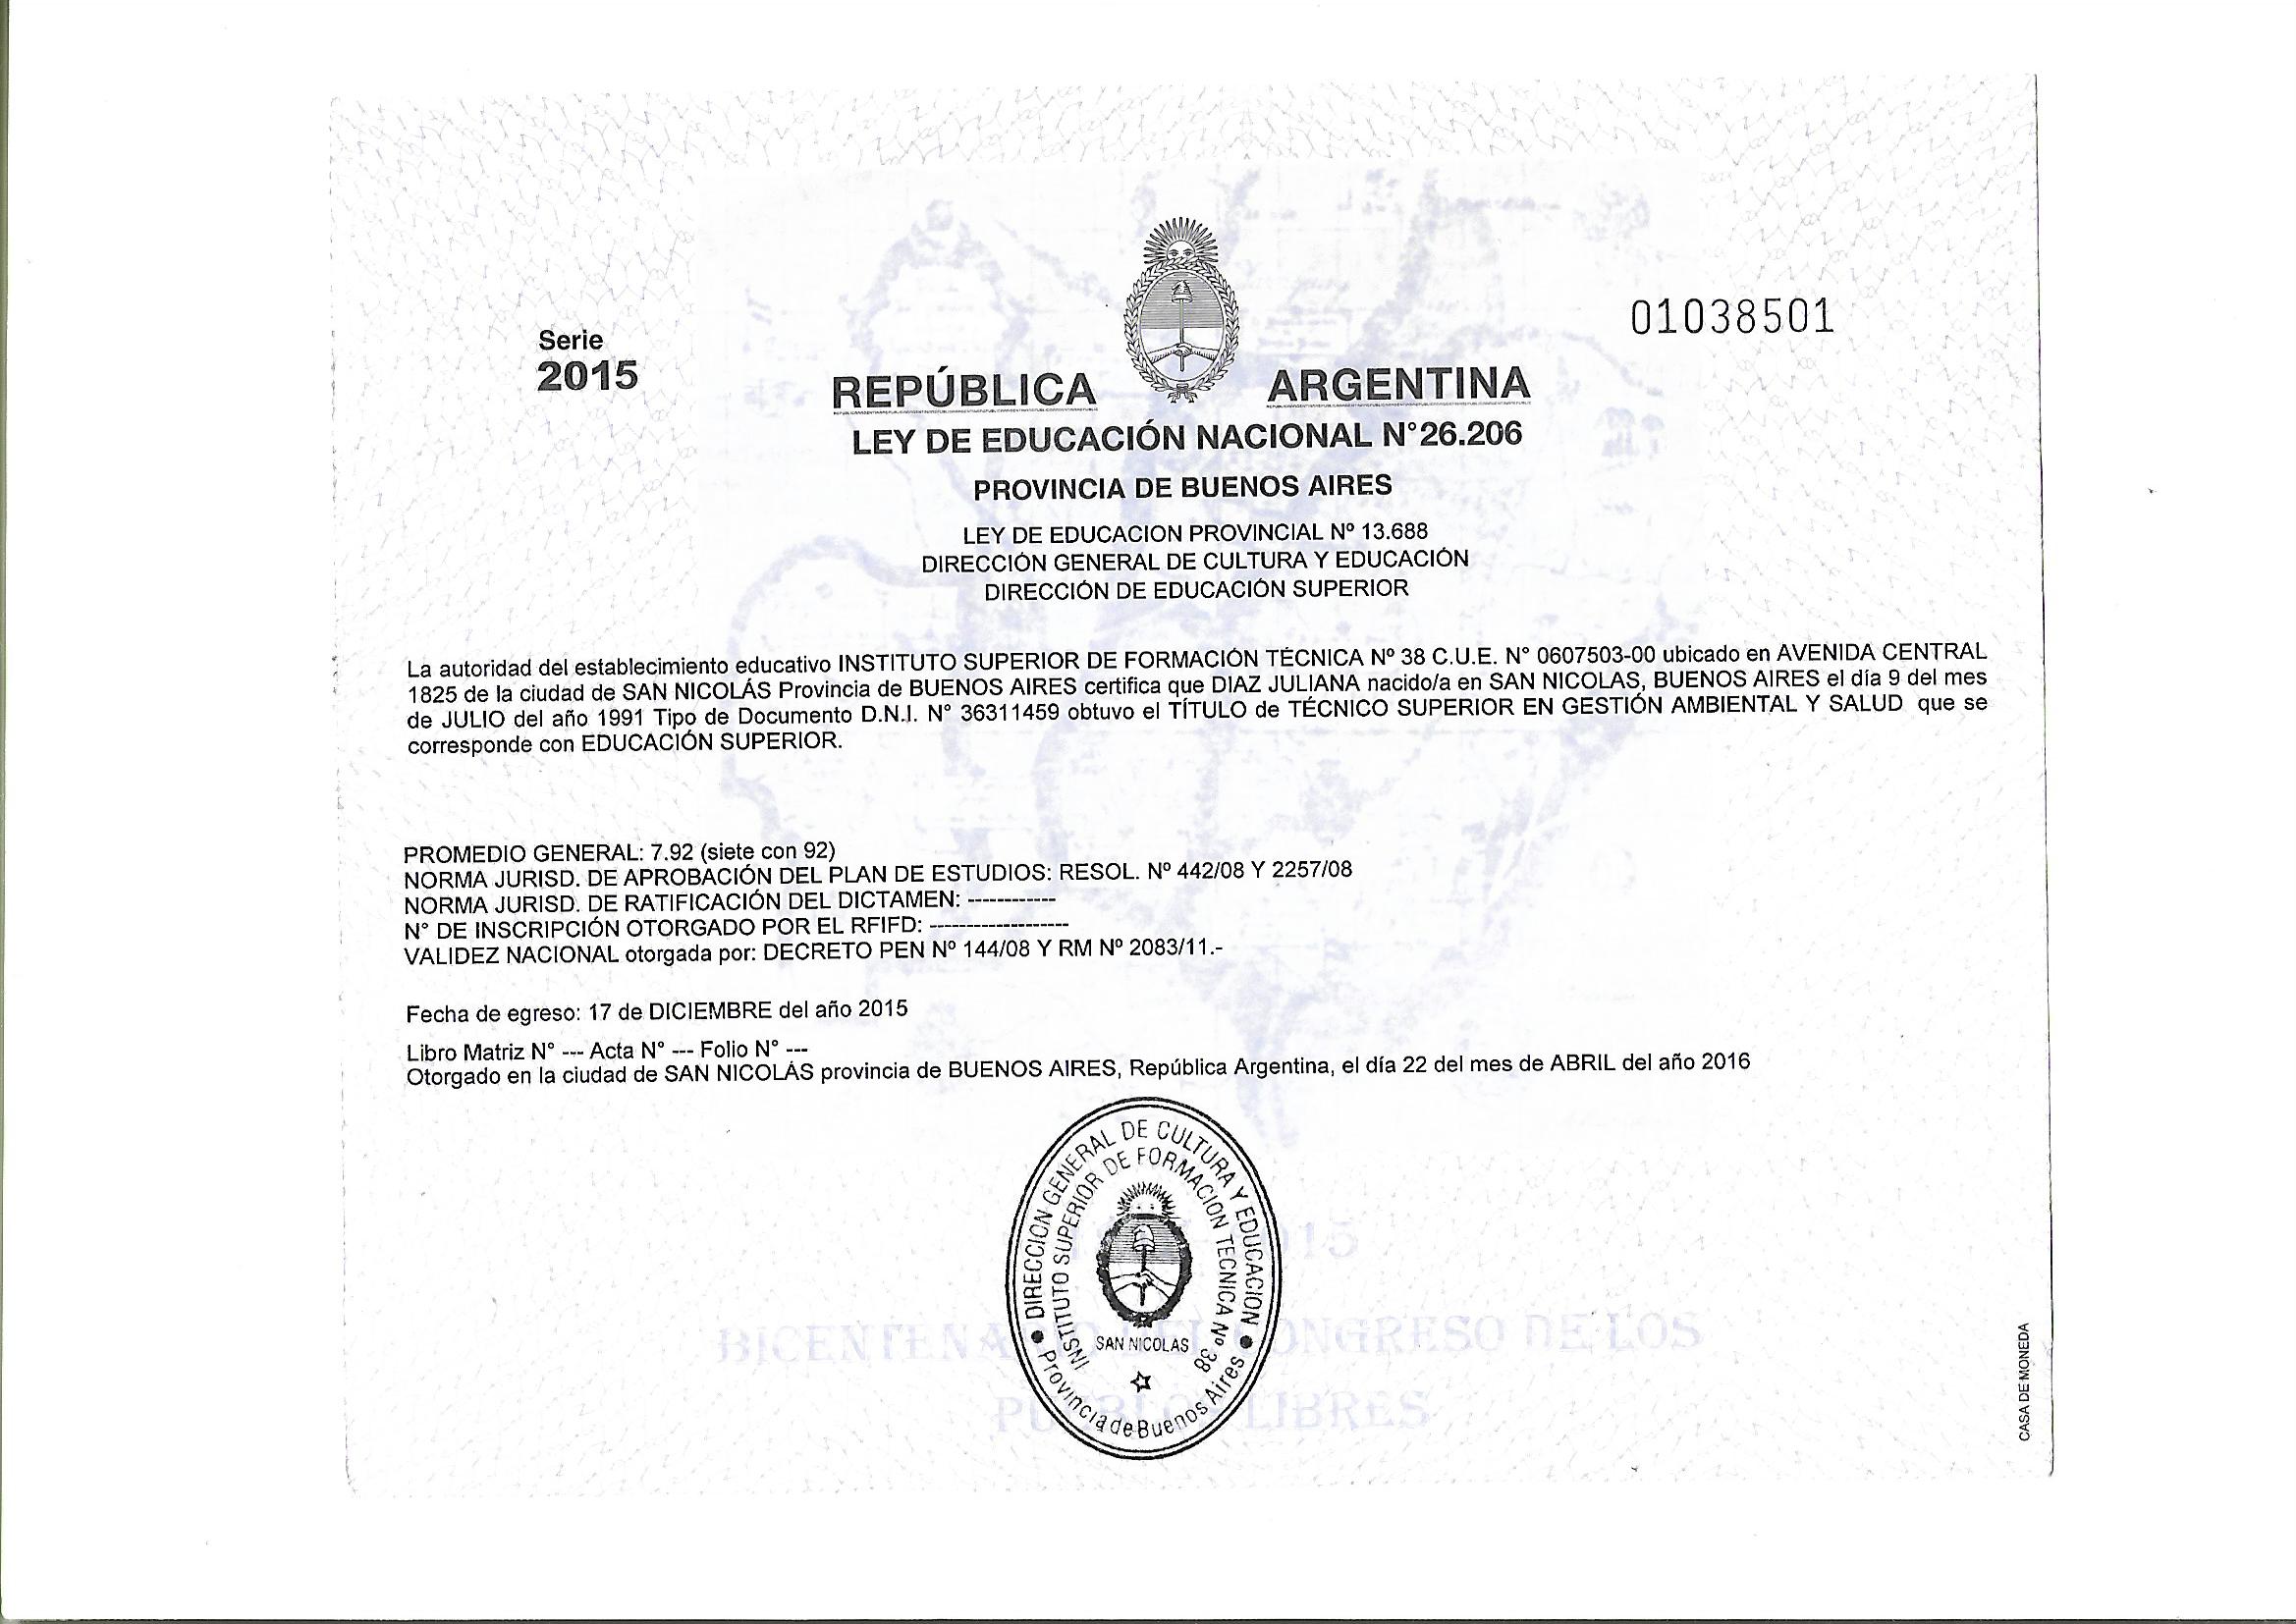 Serie
2015
01038501
REPÚBLICA ARGENTINA
LEY DE EDUCACIÓN NACIONAL N°26.206
PROVINCIA DE BUENOS AIRES
LEY DE EDUCACION PROVINCIAL Nº 13.688
DIRECCIÓN GENERAL DE CULTURA Y EDUCACIÓN
DIRECCIÓN DE EDUCACIÓN SUPERIOR
La autoridad del establecimiento educativo INSTITUTO SUPERIOR DE FORMACIÓN TÉCNICA Nº 38 C.U.E. N° 0607503-00 ubicado en AVENIDA CENTRAL
1825 de la ciudad de SAN NICOLÁS Provincia de BUENOS AIRES certifica que DIAZ JULIANA nacido/a en SAN NICOLAS, BUENOS AIRES el día 9 del mes
de JULIO del año 1991 Tipo de Documento D.N.I. N° 36311459 obtuvo el TÍTULO de TÉCNICO SUPERIOR EN GESTIÓN AMBIENTAL Y SALUD que se
corresponde con EDUCACIÓN SUPERIOR.
PROMEDIO GENERAL: 7.92 (siete con 92)
NORMA JURISD. DE APROBACIÓN DEL PLAN DE ESTUDIOS: RESOL. Nº 442/08 Y 2257/08
NORMA JURISD. DE RATIFICACIÓN DEL DICTAMEN: ------------
N° DE INSCRIPCIÓN OTORGADO POR EL RFIFD: -------------------
VALIDEZ NACIONAL otorgada por: DECRETO PEN Nº 144/08 Y RM Nº 2083/11.-
Fecha de egreso: 17 de DICIEMBRE del año 2015
Libro Matriz N° --- Acta N° --- Folio N° ---
Otorgado en la ciudad de SAN NICOLÁS provincia de BUENOS AIRES, República Argentina, el día 22 del mes de ABRIL del año 2016
DIRECCION GENERAL DE CULTURA Y EDUCACION
INSTITUTO SUPERIOR DE FORMACION TECNICA Nº 38
SAN NICOLAS
Provincia de Buenos Aires
15
BICENTENA CONGRESO DE LOS
LIBRES
CASA DE MONEDA